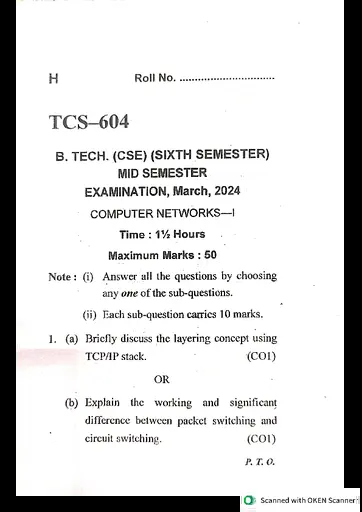 H Roll No. ...............................
TCS–604
B. TECH. (CSE) (SIXTH SEMESTER)
MID SEMESTER
EXAMINATION, March, 2024
COMPUTER NETWORKS—I
Time : 1½ Hours
Maximum Marks : 50
Note : (i) Answer all the questions by choosing
any one of the sub-questions.
(ii) Each sub-question carries 10 marks.
1. (a) Briefly discuss the layering concept using
TCP/IP stack. (CO1)
OR
(b) Explain the working and significant
difference between packet switching and
circuit switching. (CO1)
P. T. O.
Scanned with OKEN Scanner